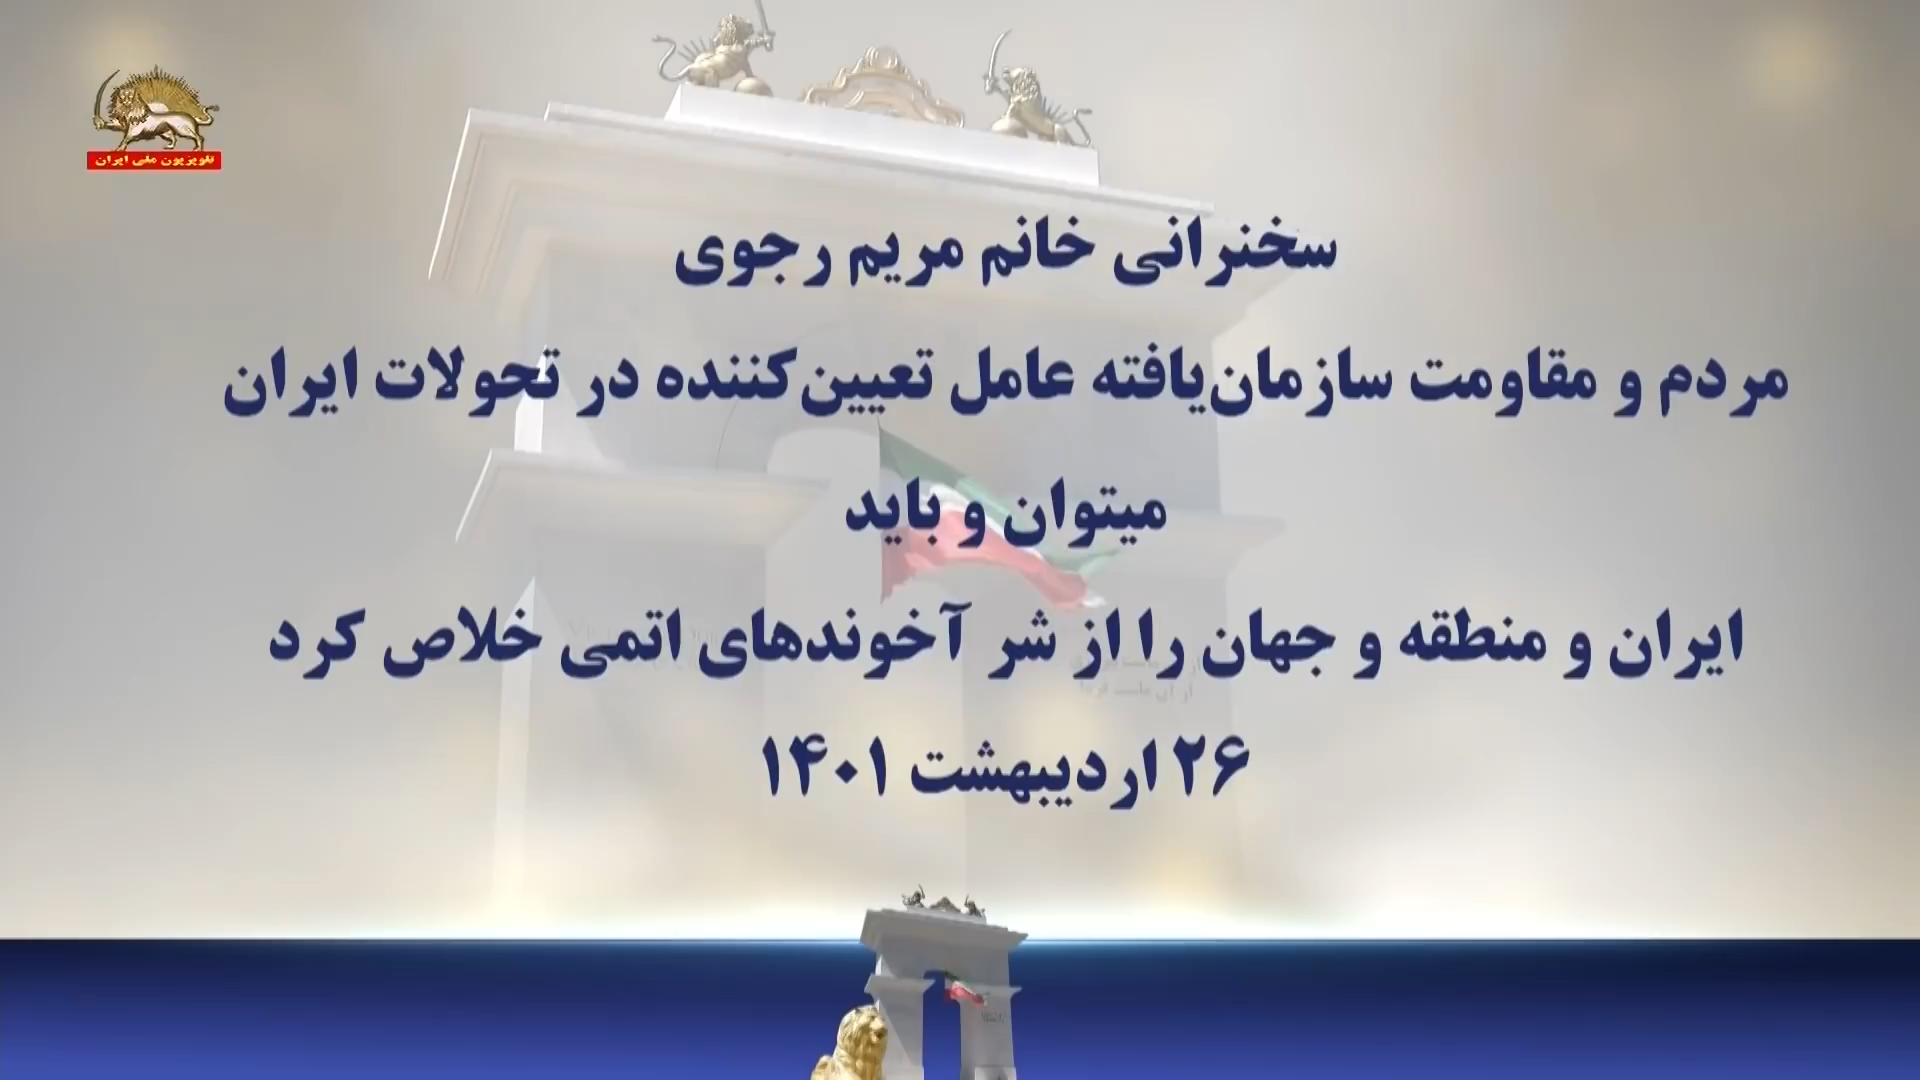 تلویزیون ملی ایران
سخنرانی خانم مریم رجوی
مردم و مقاومت سازمان‌یافته عامل تعیین‌کننده در تحولات ایران
میتوان و باید
ایران و منطقه و جهان را از شر آخوندهای اتمی خلاص کرد
۲۶ اردیبهشت ۱۴۰۱